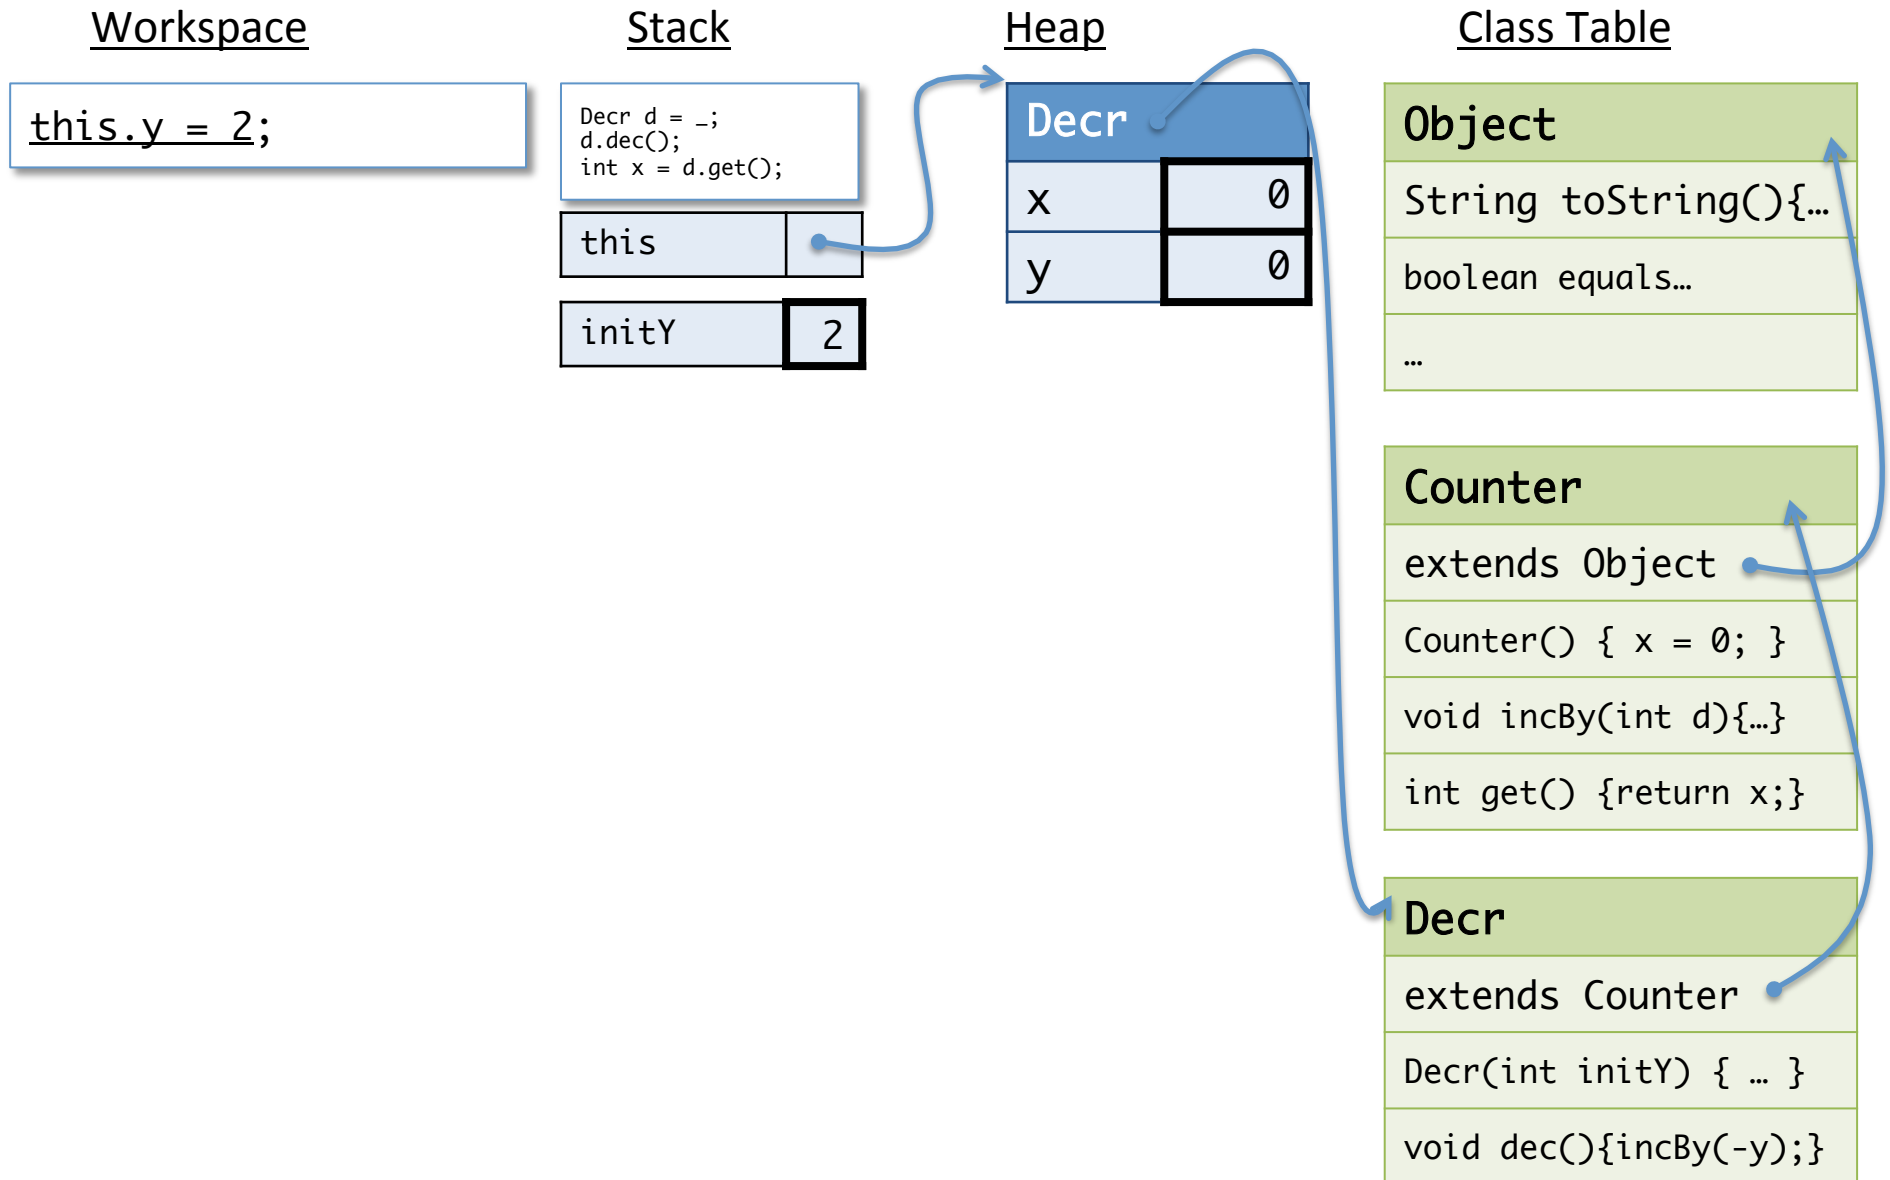 Workspace
this.y = 2;
Stack
Decr d = _;
d.dec();
int x = d.get();
this
initY 2
Heap
Decr
x 0
y 0
Class Table
Object
String toString(){…
boolean equals…
…
Counter
extends Object
Counter() { x = 0; }
void incBy(int d){…}
int get() {return x;}
Decr
extends Counter
Decr(int initY) { … }
void dec(){incBy(-y);}